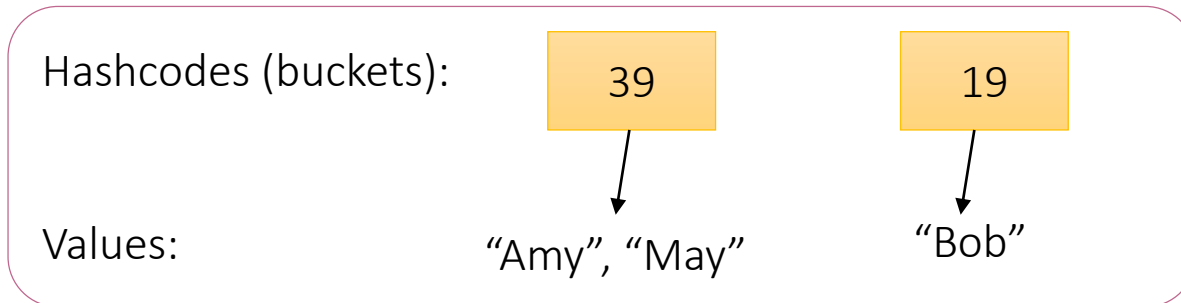 Hashcodes (buckets): 39 19
Values: “Amy”, “May” “Bob”